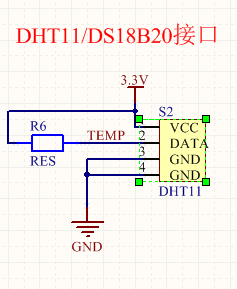 DHT11/DS18B20接口
3.3V
S2
R6
TEMP
RES
VCC
2
DATA
3
GND
4
GND
DHT11
GND